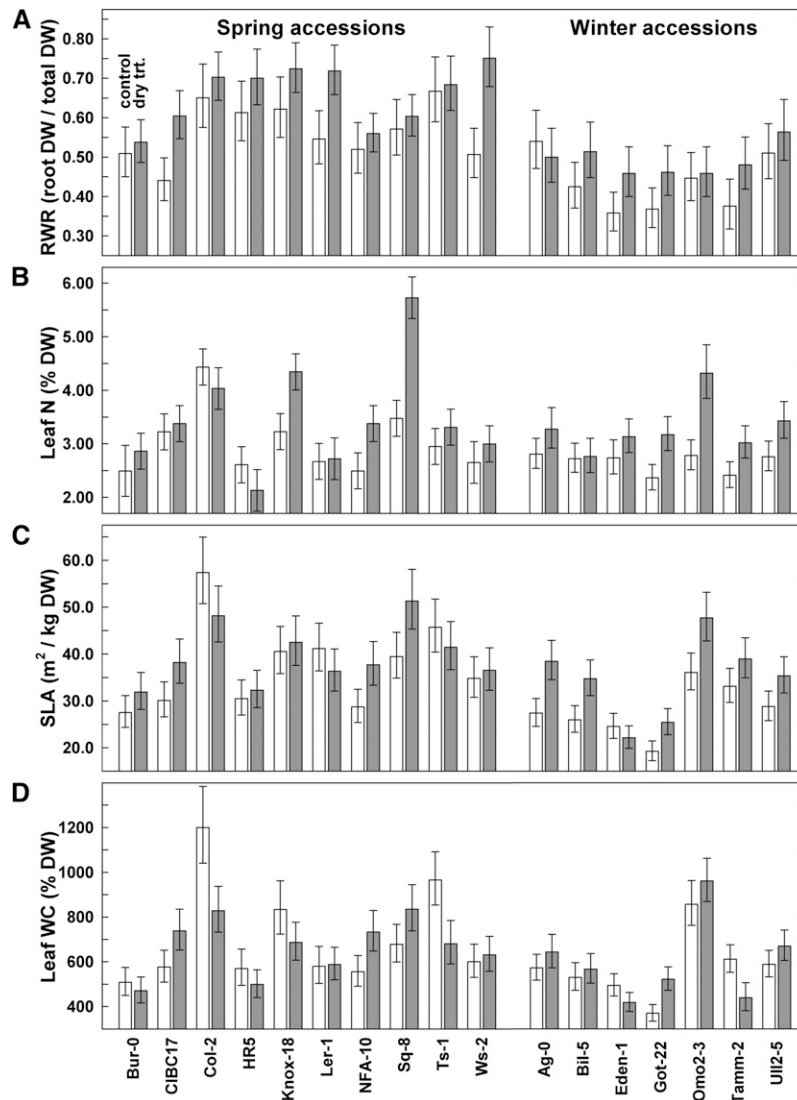 A
Spring accessions
Winter accessions
control
dry trt.
RWR (root DW / total DW)
0.80
0.70
0.60
0.50
0.40
0.30
B
Leaf N (% DW)
6.00
5.00
4.00
3.00
2.00
C
SLA (m² / kg DW)
60.0
50.0
40.0
30.0
20.0
D
Leaf WC (% DW)
1200
1000
800
600
400
Bur-0
CIBC17
Col-2
HR5
Knox-18
Ler-1
NFA-10
Sq-8
Ts-1
Ws-2
Ag-0
Bil-5
Eden-1
Got-22
Omo2-3
Tamm-2
Ull2-5